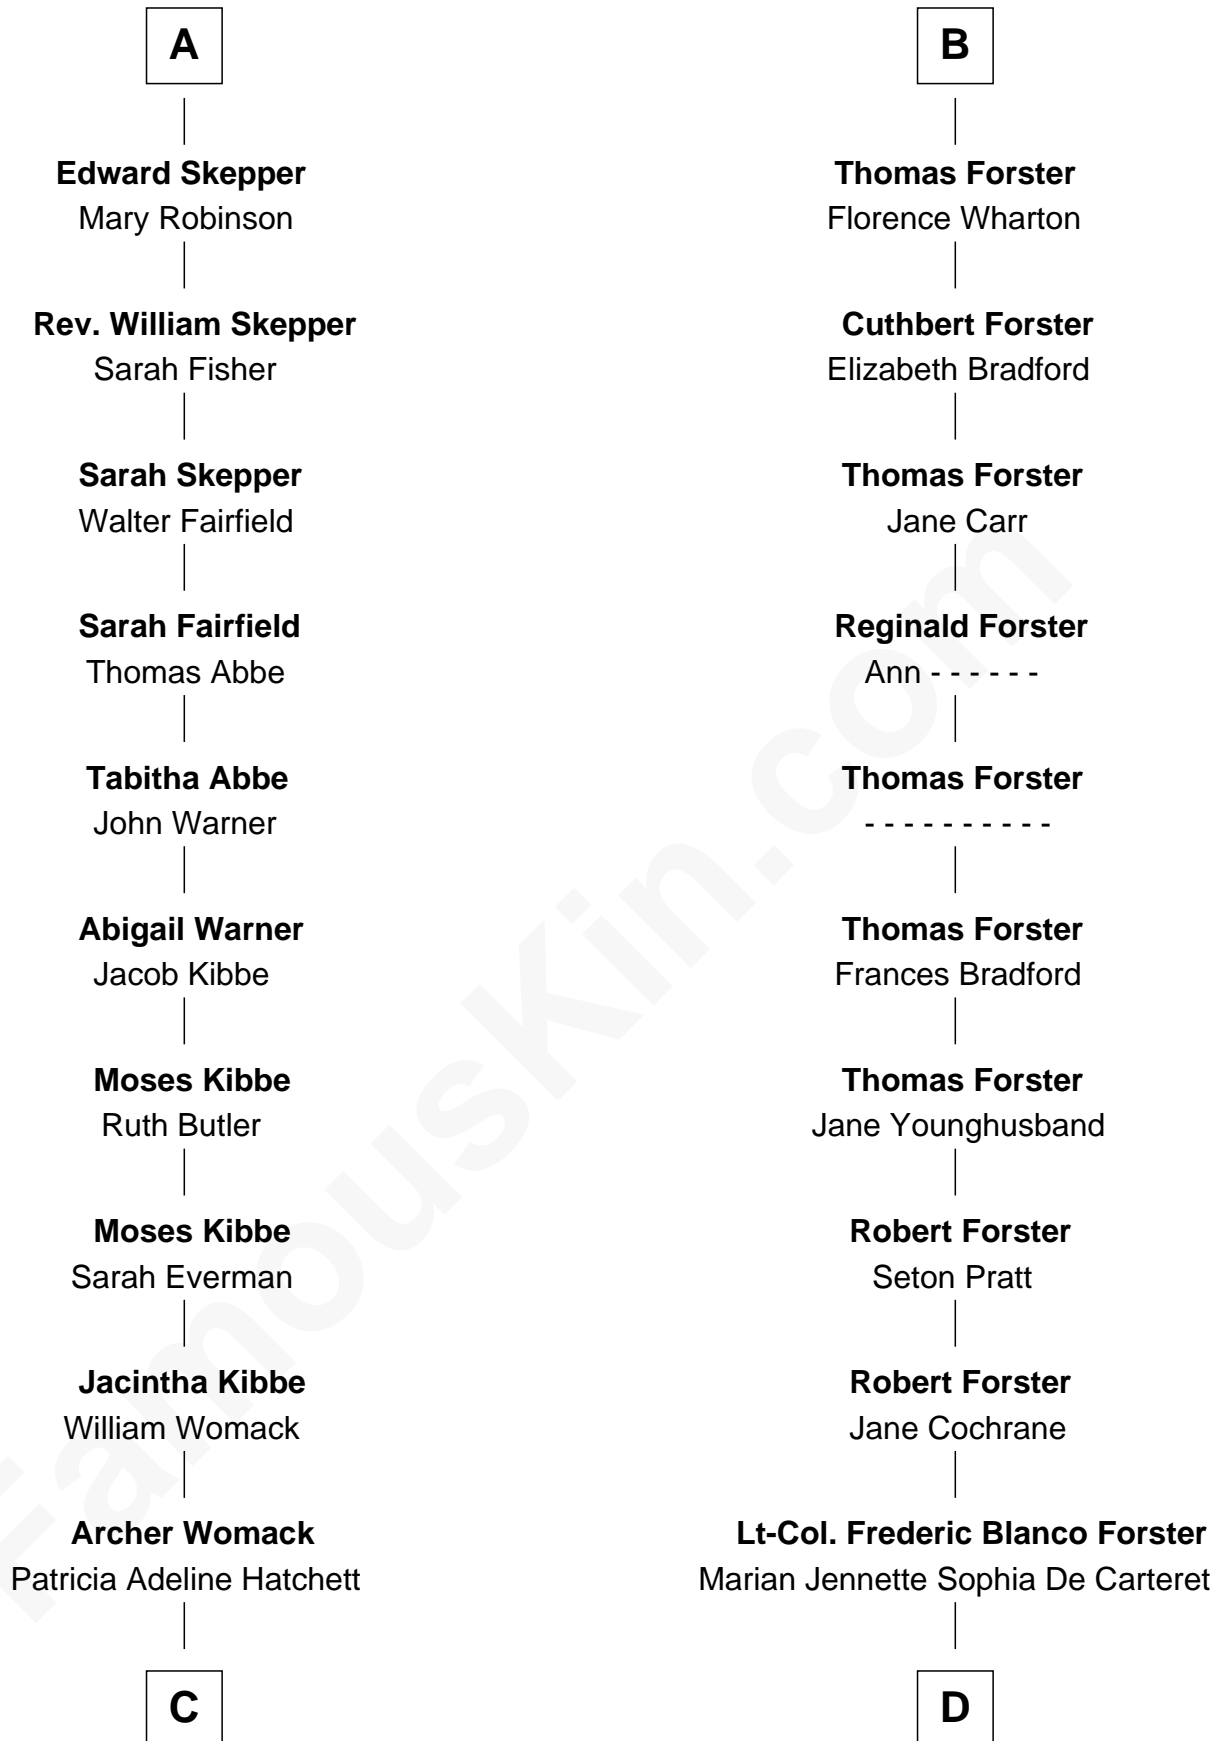 A
Edward Skepper
Mary Robinson
Rev. William Skepper
Sarah Fisher
Sarah Skepper
Walter Fairfield
Sarah Fairfield
Thomas Abbe
Tabitha Abbe
John Warner
Abigail Warner
Jacob Kibbe
Moses Kibbe
Ruth Butler
Moses Kibbe
Sarah Everman
Jacintha Kibbe
William Womack
Archer Womack
Patricia Adeline Hatchett
C
B
Thomas Forster
Florence Wharton
Cuthbert Forster
Elizabeth Bradford
Thomas Forster
Jane Carr
Reginald Forster
Ann - - - - - -
Thomas Forster
- - - - - - - - - -
Thomas Forster
Frances Bradford
Thomas Forster
Jane Younghusband
Robert Forster
Seton Pratt
Robert Forster
Jane Cochrane
Lt-Col. Frederic Blanco Forster
Marian Jennette Sophia De Carteret
D
FamousKin.com